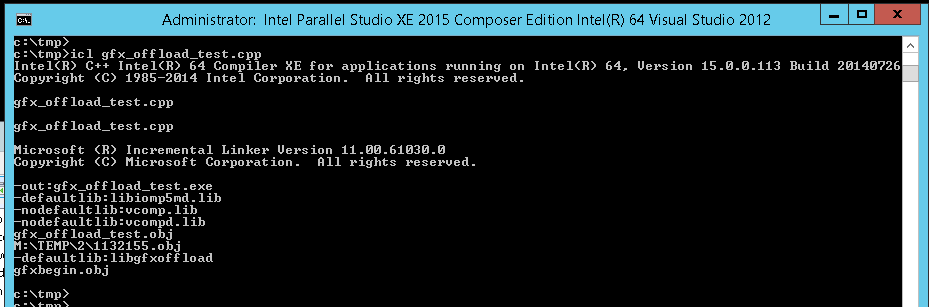 Administrator: Intel Parallel Studio XE 2015 Composer Edition Intel(R) 64 Visual Studio 2012
c:\tmp>
c:\tmp>icl gfx_offload_test.cpp
Intel(R) C++ Intel(R) 64 Compiler XE for applications running on Intel(R) 64, Version 15.0.0.113 Build 20140726
Copyright (C) 1985-2014 Intel Corporation.  All rights reserved.
gfx_offload_test.cpp
gfx_offload_test.cpp
Microsoft (R) Incremental Linker Version 11.00.61030.0
Copyright (C) Microsoft Corporation.  All rights reserved.
-out:gfx_offload_test.exe
-defaultlib:libiomp5md.lib
-nodefaultlib:vcomp.lib
-nodefaultlib:vcompd.lib
gfx_offload_test.obj
M:\TEMP\2\1132155.obj
-defaultlib:libgfxoffload
gfxbegin.obj
c:\tmp>
c:\tmp>